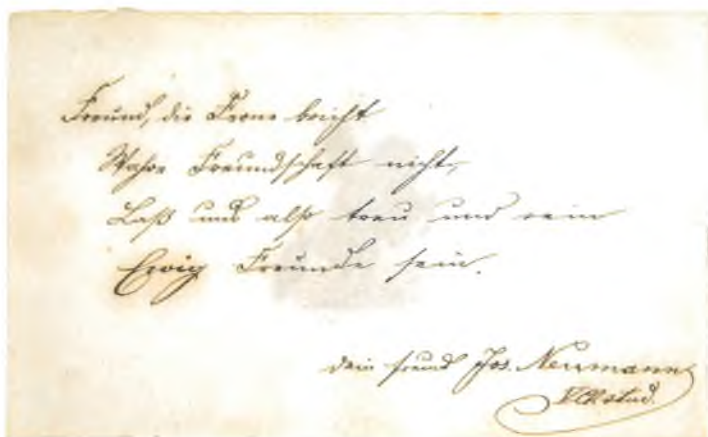 Freund, die Ferne bricht
Wahre Freundschaft nicht,
Laß uns also treu und rein
Ewig Freunde sein.
Dein Freund Jos. Neumann
stud.